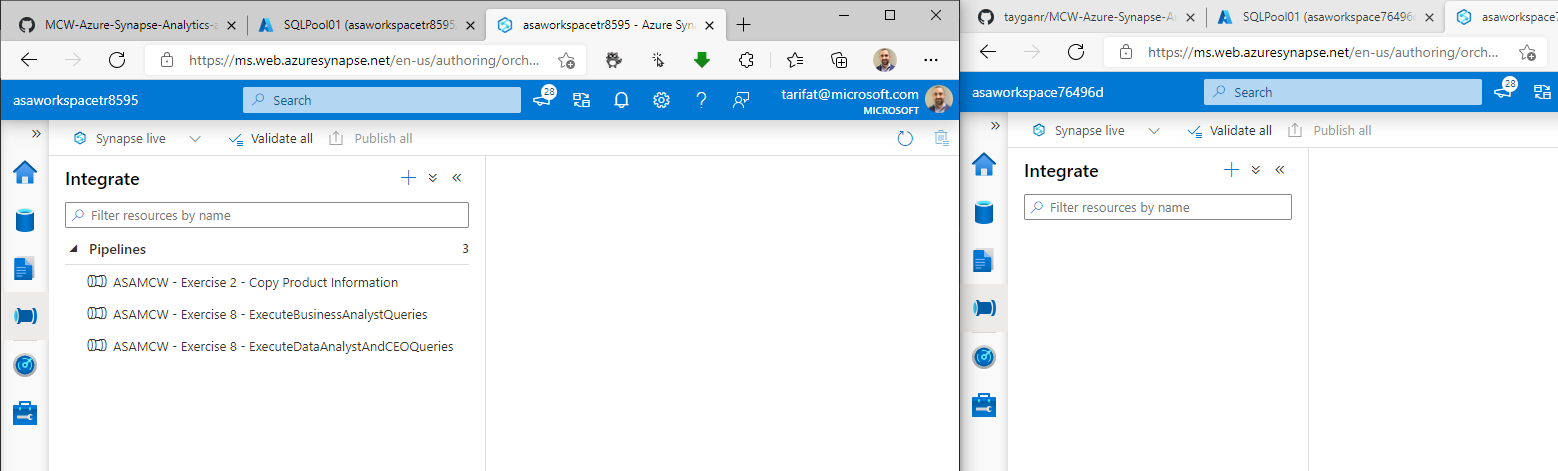 MCW-Azure-Synapse-Analytics-a
SQLPool01 (asaworkspacetr8595,
asaworkspacetr8595 - Azure Syna
https://ms.web.azuresynapse.net/en-us/authoring/orch...
asaworkspacetr8595
Search
28
tarifat@microsoft.com
MICROSOFT
Synapse live
Validate all
Publish all
Integrate
Filter resources by name
Pipelines
3
ASAMCW - Exercise 2 - Copy Product Information
ASAMCW - Exercise 8 - ExecuteBusinessAnalystQueries
ASAMCW - Exercise 8 - ExecuteDataAnalystAndCEOQueries
tayganr/MCW-Azure-Synapse-A
SQLPool01 (asaworkspace76496d
asaworkspace7
https://ms.web.azuresynapse.net/en-us/authoring/orch...
asaworkspace76496d
Search
28
Synapse live
Validate all
Publish all
Integrate
Filter resources by name